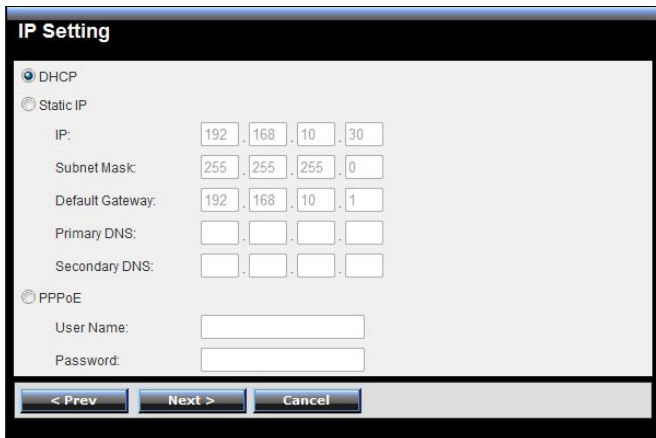 IP Setting
DHCP
Static IP
IP: 192 . 168 . 10 . 30
Subnet Mask: 255 . 255 . 255 . 0
Default Gateway: 192 . 168 . 10 . 1
Primary DNS: . . .
Secondary DNS: . . .
PPPoE
User Name:
Password:
< Prev Next > Cancel